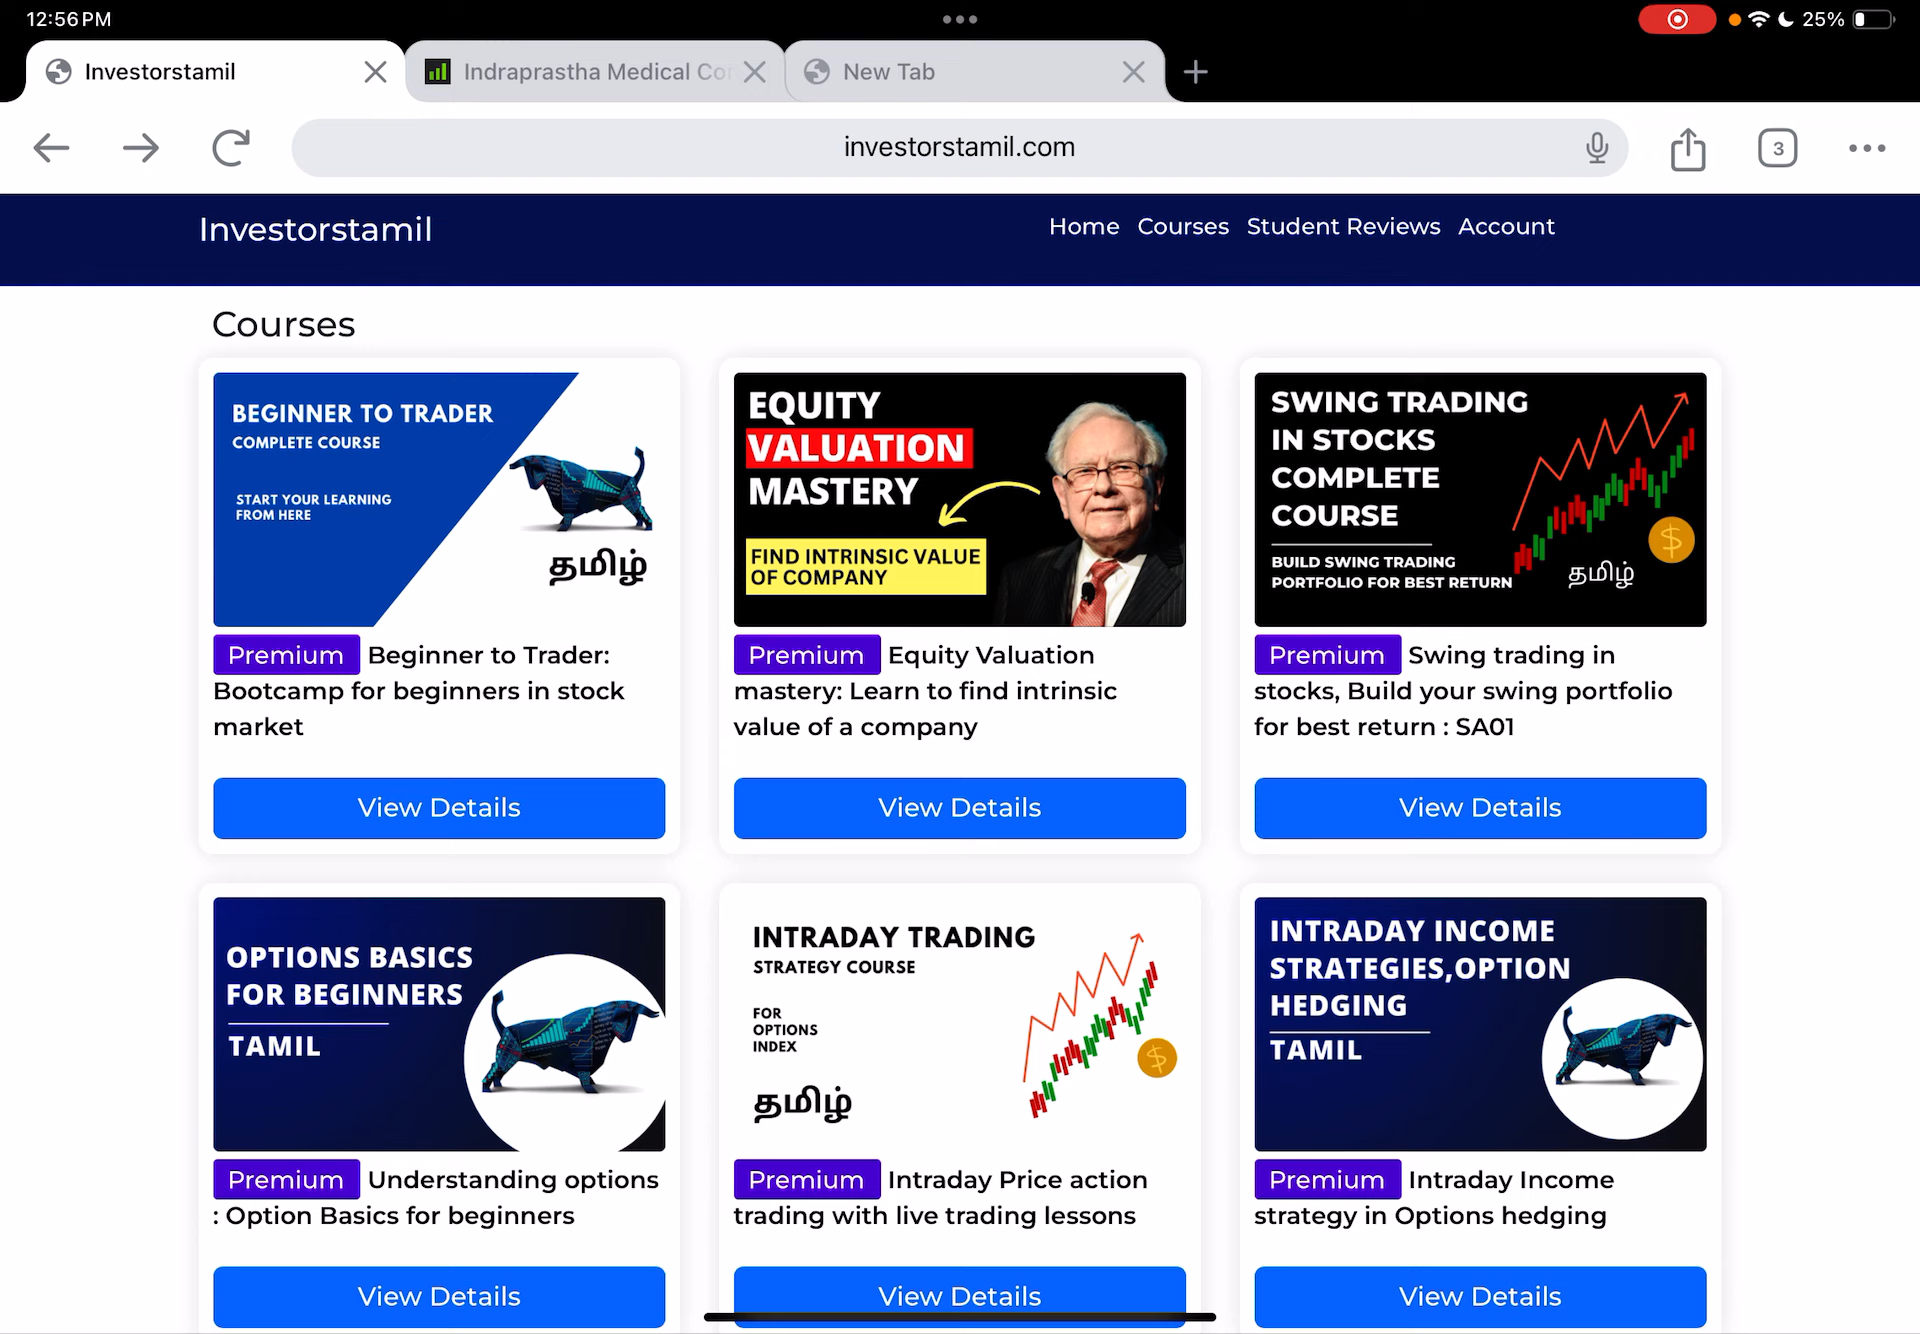 12:56 PM
25%
Investorstamil
Indraprastha Medical Co
New Tab
investorstamil.com
3
Investorstamil
Home Courses Student Reviews Account
Courses
BEGINNER TO TRADER
COMPLETE COURSE
START YOUR LEARNING
FROM HERE
தமிழ்
Premium Beginner to Trader:
Bootcamp for beginners in stock
market
View Details
EQUITY
VALUATION
MASTERY
FIND INTRINSIC VALUE
OF COMPANY
Premium Equity Valuation
mastery: Learn to find intrinsic
value of a company
View Details
SWING TRADING
IN STOCKS
COMPLETE
COURSE
BUILD SWING TRADING
PORTFOLIO FOR BEST RETURN
தமிழ்
$
Premium Swing trading in
stocks, Build your swing portfolio
for best return : SA01
View Details
OPTIONS BASICS
FOR BEGINNERS
TAMIL
Premium Understanding options
: Option Basics for beginners
View Details
INTRADAY TRADING
STRATEGY COURSE
FOR
OPTIONS
INDEX
தமிழ்
$
Premium Intraday Price action
trading with live trading lessons
View Details
INTRADAY INCOME
STRATEGIES,OPTION
HEDGING
TAMIL
Premium Intraday Income
strategy in Options hedging
View Details